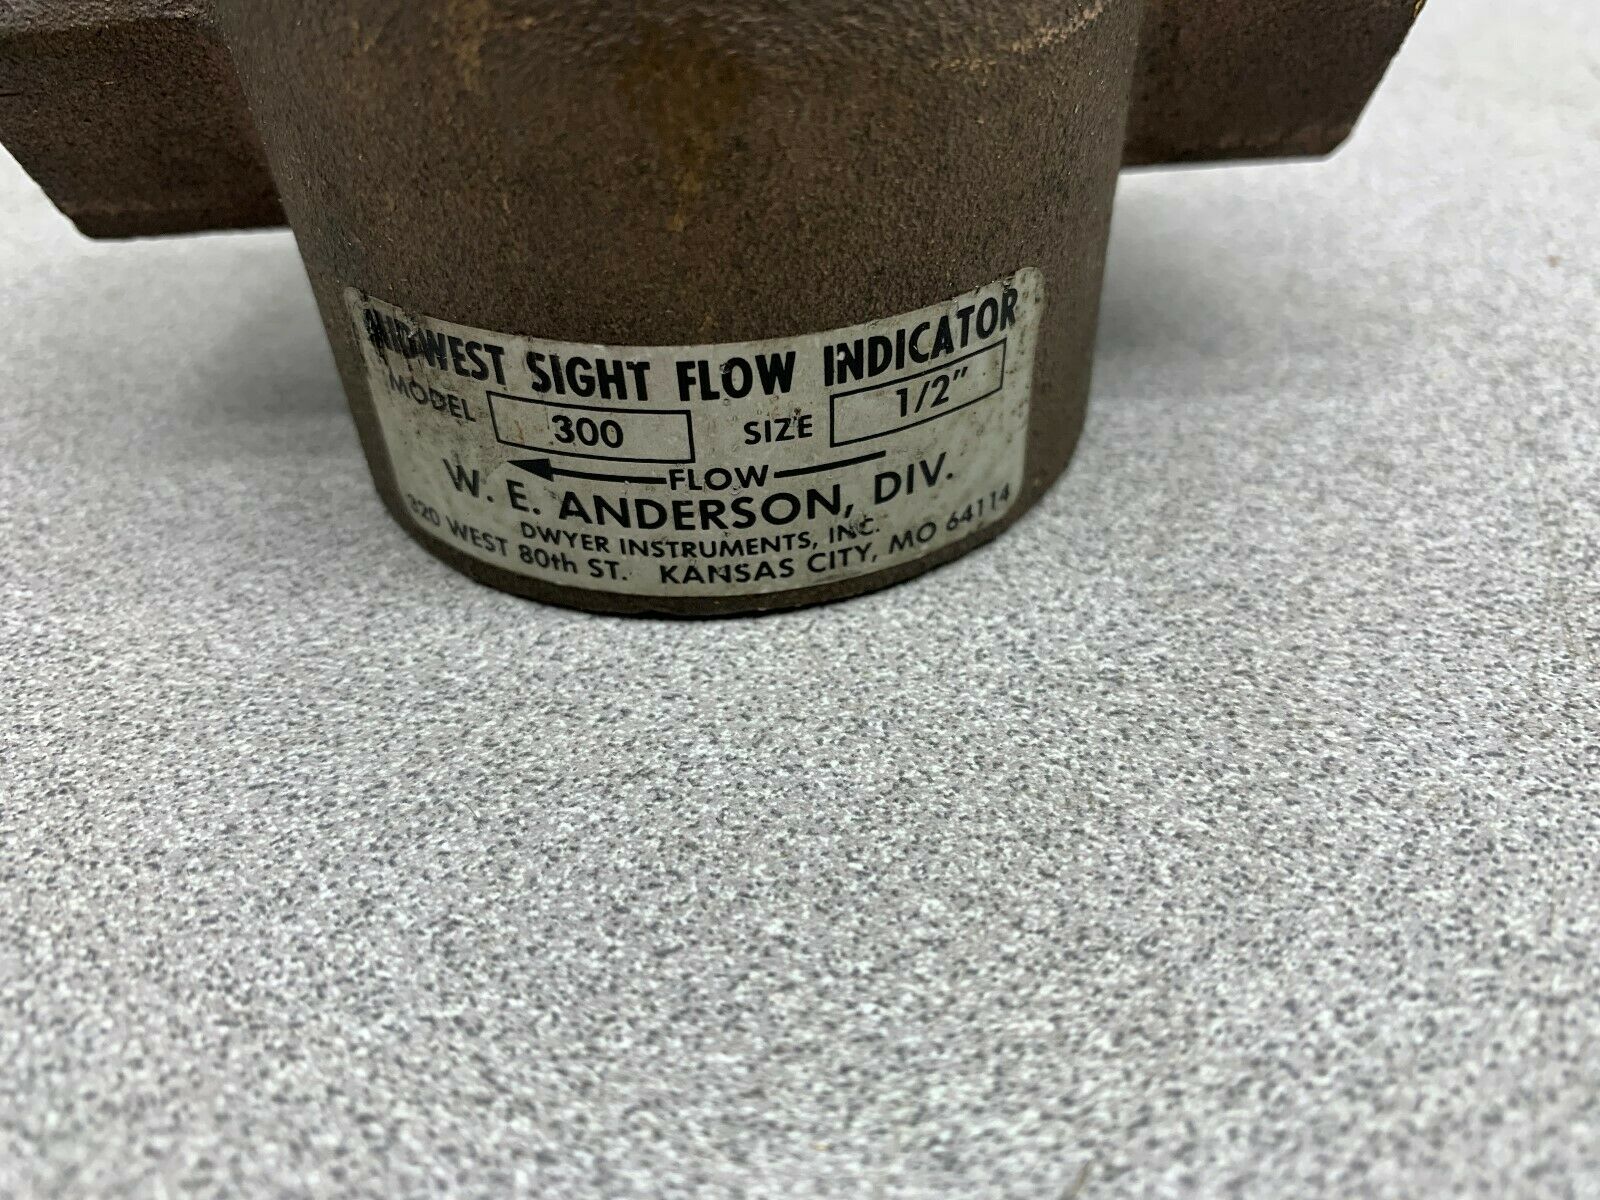 MIDWEST SIGHT FLOW INDICATOR
MODEL 300 SIZE 1/2"
FLOW
W. E. ANDERSON, DIV.
DWYER INSTRUMENTS, INC.
320 WEST 80th ST. KANSAS CITY, MO 64114